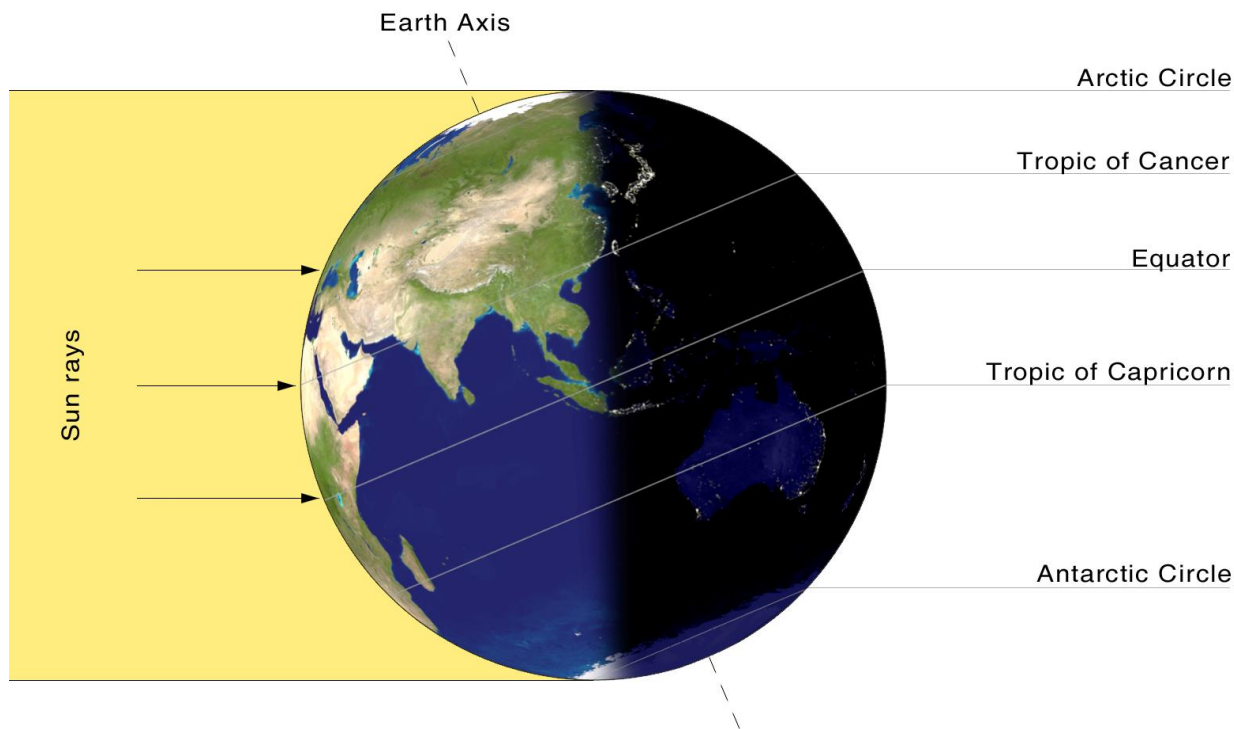 Earth Axis
Arctic Circle
Tropic of Cancer
Equator
Sun rays
Tropic of Capricorn
Antarctic Circle